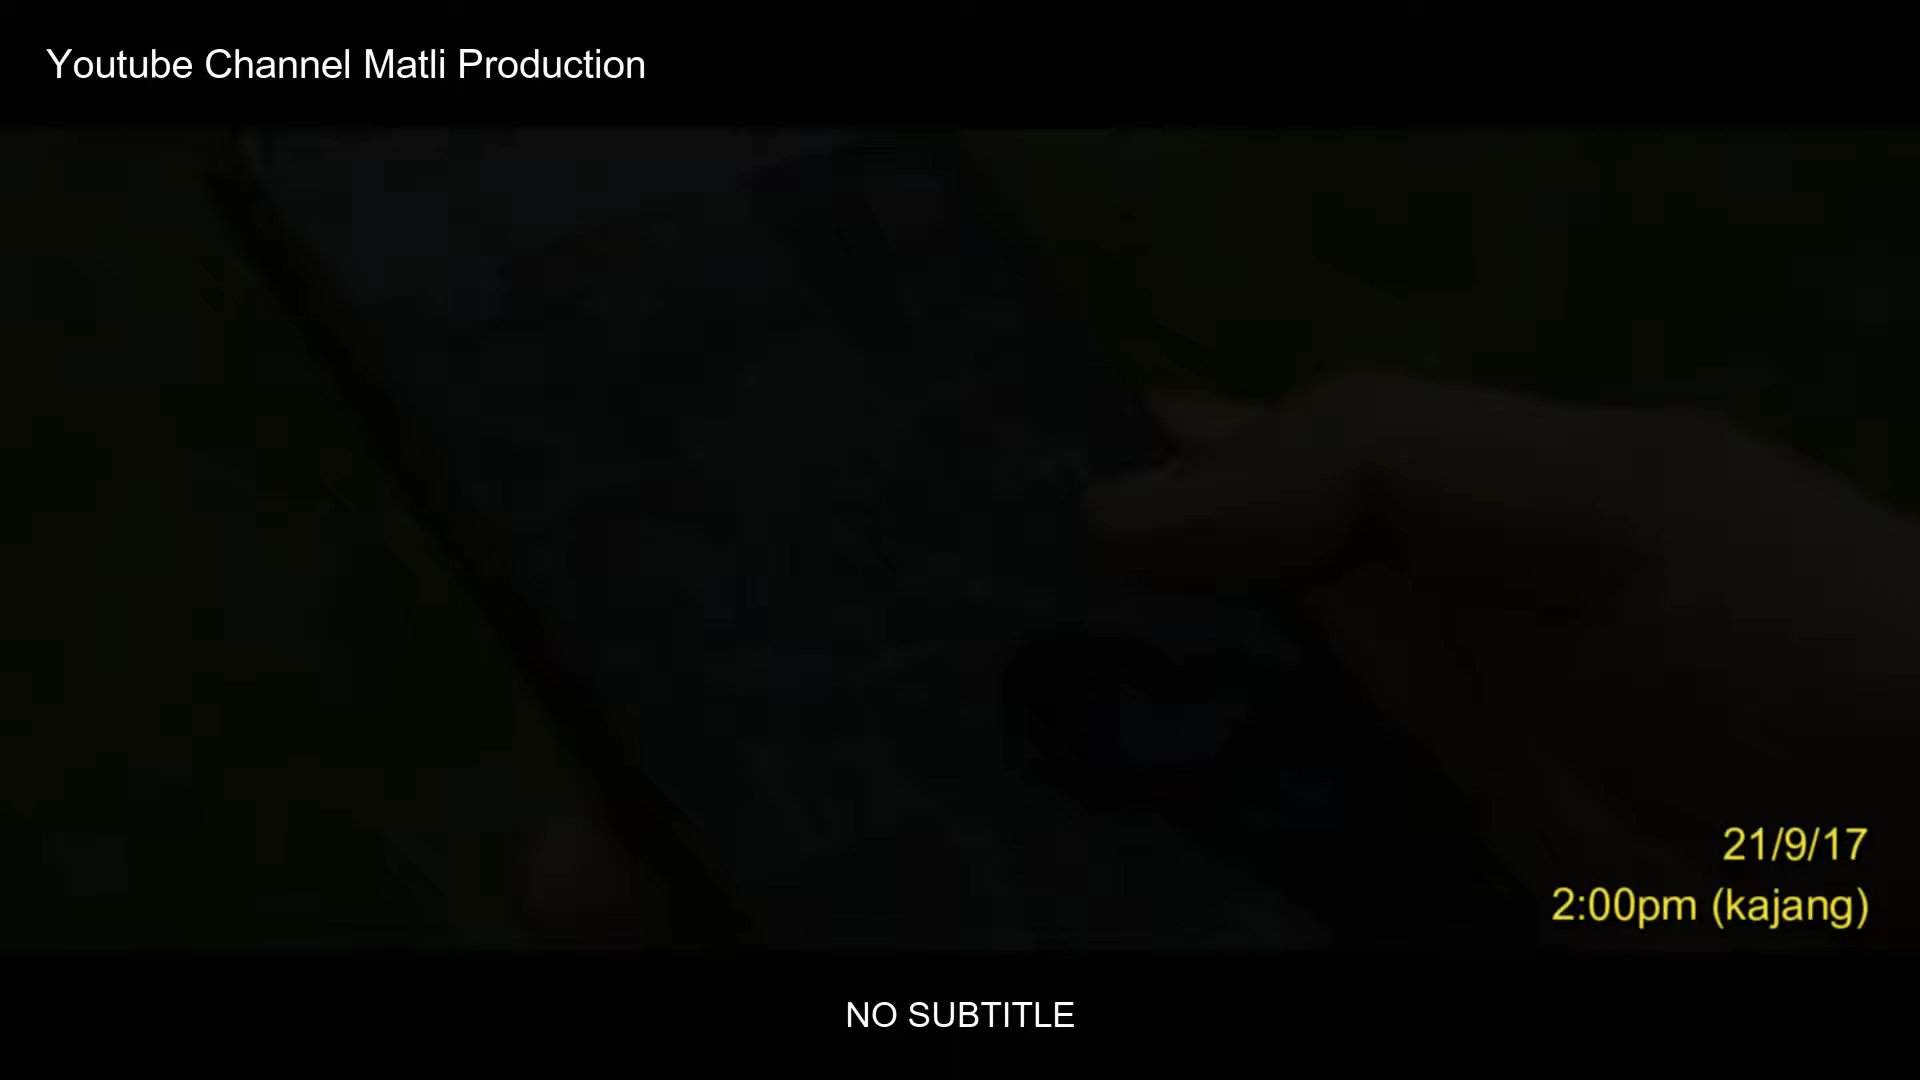 Youtube Channel Matli Production
21/9/17
2:00pm (kajang)
NO SUBTITLE